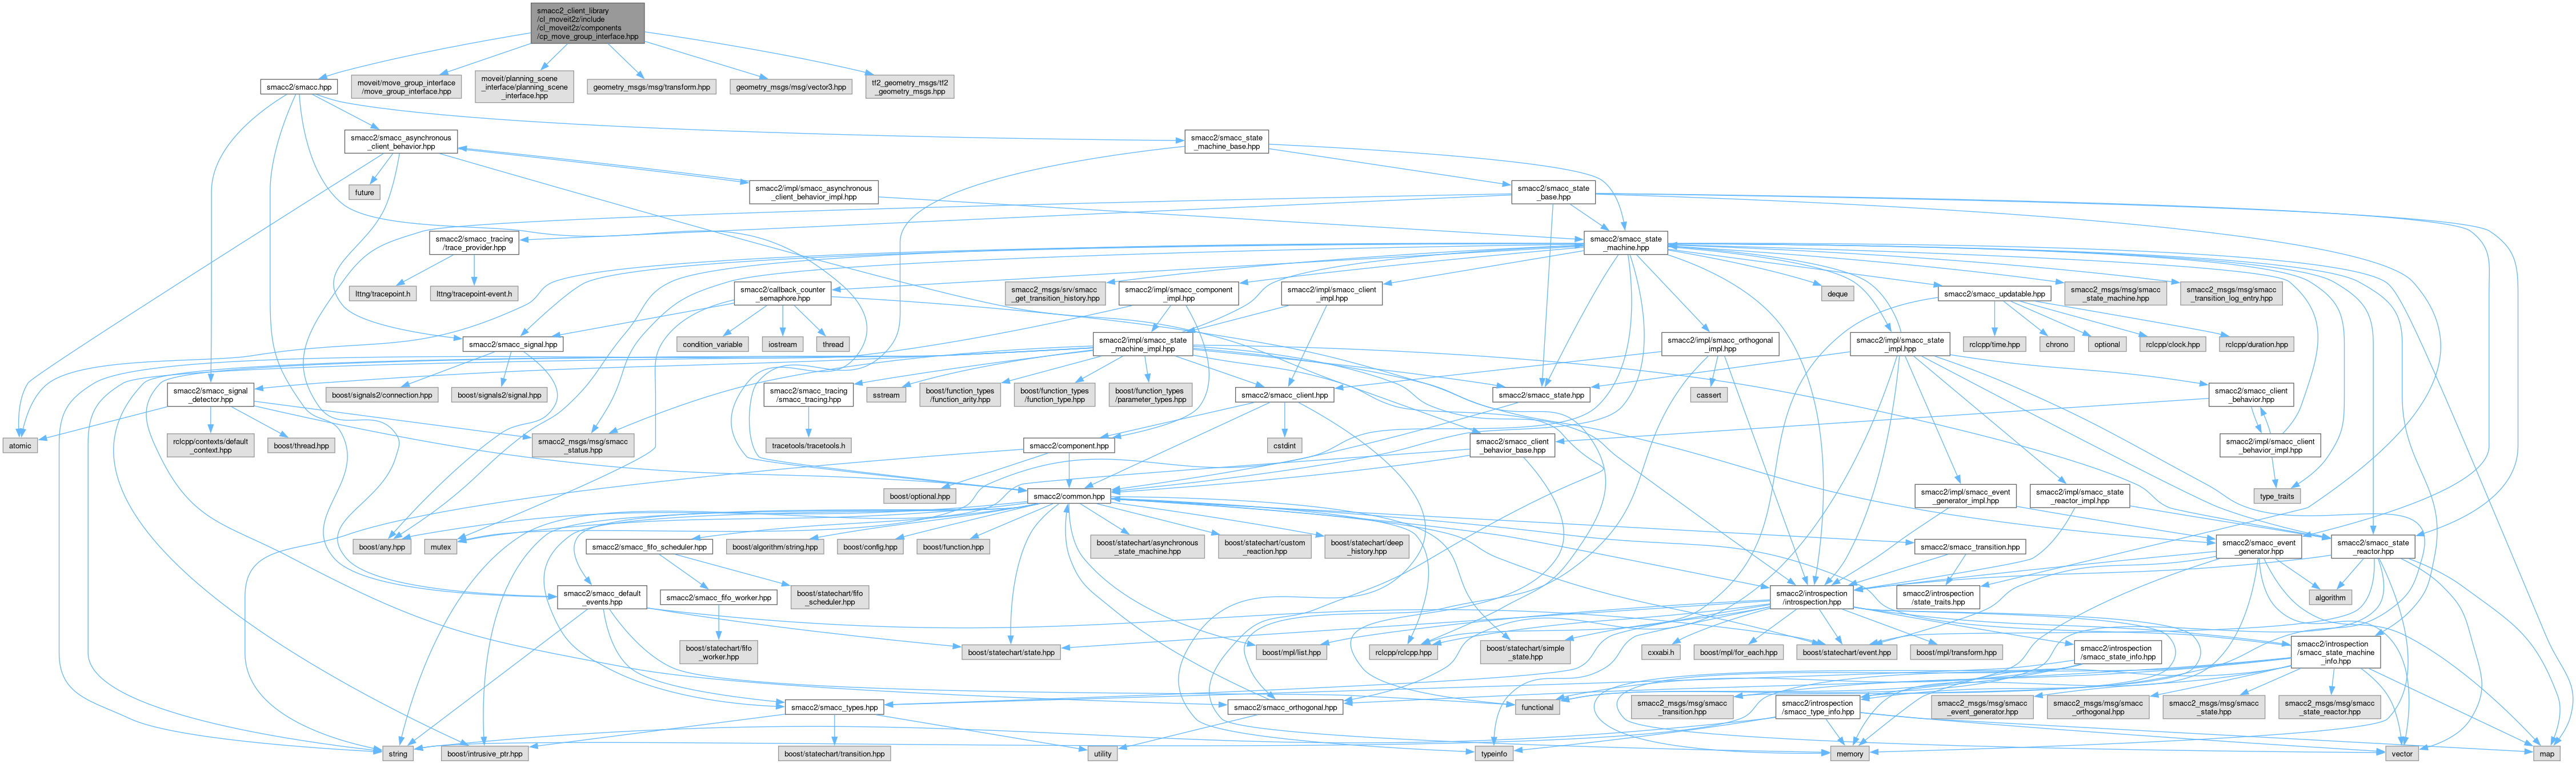 smacc2_client_library
/cl_moveit2z/include
/cl_moveit2z/components
/cp_move_group_interface.hpp
smacc2/smacc.hpp
moveit/move_group_interface
/move_group_interface.hpp
moveit/planning_scene
_interface/planning_scene
_interface.hpp
geometry_msgs/msg/transform.hpp
geometry_msgs/msg/vector3.hpp
tf2_geometry_msgs/tf2
_geometry_msgs.hpp
smacc2/smacc_asynchronous
_client_behavior.hpp
smacc2/smacc_state
_machine_base.hpp
future
smacc2/impl/smacc_asynchronous
_client_behavior_impl.hpp
smacc2/smacc_state
_base.hpp
smacc2/smacc_tracing
/trace_provider.hpp
smacc2/smacc_state
_machine.hpp
lttng/tracepoint.h
lttng/tracepoint-event.h
smacc2/callback_counter
_semaphore.hpp
smacc2_msgs/srv/smacc
_get_transition_history.hpp
smacc2/impl/smacc_component
_impl.hpp
smacc2/impl/smacc_client
_impl.hpp
deque
smacc2/smacc_updatable.hpp
smacc2_msgs/msg/smacc
_state_machine.hpp
smacc2_msgs/msg/smacc
_transition_log_entry.hpp
smacc2/smacc_signal.hpp
condition_variable
iostream
thread
smacc2/impl/smacc_state
_machine_impl.hpp
smacc2/impl/smacc_orthogonal
_impl.hpp
smacc2/impl/smacc_state
_impl.hpp
rclcpp/time.hpp
chrono
optional
rclcpp/clock.hpp
rclcpp/duration.hpp
smacc2/smacc_signal
_detector.hpp
boost/signals2/connection.hpp
boost/signals2/signal.hpp
smacc2/smacc_tracing
/smacc_tracing.hpp
sstream
boost/function_types
/function_arity.hpp
boost/function_types
/function_type.hpp
boost/function_types
/parameter_types.hpp
smacc2/smacc_client.hpp
smacc2/smacc_state.hpp
cassert
smacc2/smacc_client
_behavior.hpp
atomic
rclcpp/contexts/default
_context.hpp
boost/thread.hpp
smacc2_msgs/msg/smacc
_status.hpp
tracetools/tracetools.h
smacc2/component.hpp
cstdint
smacc2/smacc_client
_behavior_base.hpp
smacc2/impl/smacc_client
_behavior_impl.hpp
boost/optional.hpp
smacc2/common.hpp
smacc2/impl/smacc_event
_generator_impl.hpp
smacc2/impl/smacc_state
_reactor_impl.hpp
type_traits
boost/any.hpp
mutex
smacc2/smacc_fifo_scheduler.hpp
boost/algorithm/string.hpp
boost/config.hpp
boost/function.hpp
boost/statechart/asynchronous
_state_machine.hpp
boost/statechart/custom
_reaction.hpp
boost/statechart/deep
_history.hpp
smacc2/smacc_transition.hpp
smacc2/smacc_event
_generator.hpp
smacc2/smacc_state
_reactor.hpp
smacc2/smacc_default
_events.hpp
smacc2/smacc_fifo_worker.hpp
boost/statechart/fifo
_scheduler.hpp
smacc2/introspection
/introspection.hpp
smacc2/introspection
/state_traits.hpp
algorithm
boost/statechart/fifo
_worker.hpp
boost/statechart/state.hpp
boost/mpl/list.hpp
rclcpp/rclcpp.hpp
boost/statechart/simple
_state.hpp
cxxabi.h
boost/mpl/for_each.hpp
boost/statechart/event.hpp
boost/mpl/transform.hpp
smacc2/introspection
/smacc_state_info.hpp
smacc2/introspection
/smacc_state_machine
_info.hpp
smacc2/smacc_types.hpp
smacc2/smacc_orthogonal.hpp
functional
smacc2_msgs/msg/smacc
_transition.hpp
smacc2/introspection
/smacc_type_info.hpp
smacc2_msgs/msg/smacc
_event_generator.hpp
smacc2_msgs/msg/smacc
_orthogonal.hpp
smacc2_msgs/msg/smacc
_state.hpp
smacc2_msgs/msg/smacc
_state_reactor.hpp
string
boost/intrusive_ptr.hpp
boost/statechart/transition.hpp
utility
typeinfo
memory
vector
map